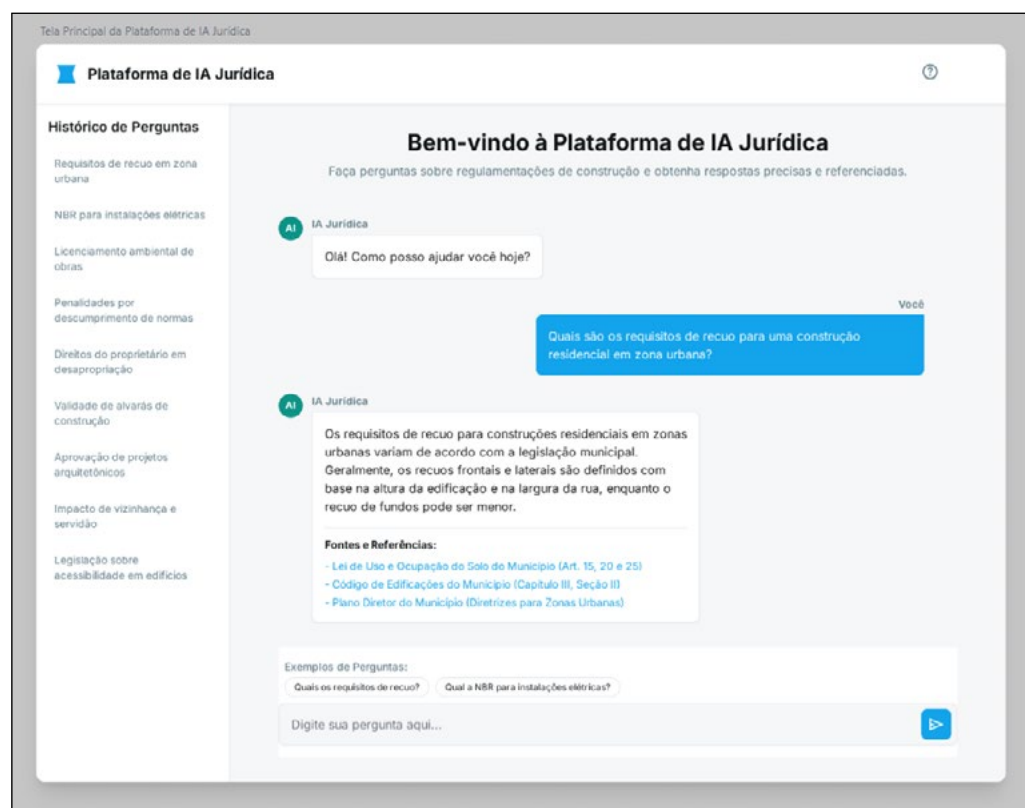 Tela Principal da Plataforma de IA Jurídica
Plataforma de IA Jurídica
Histórico de Perguntas
Requisitos de recuo em zona
urbana
NBR para instalações elétricas
Licenciamento ambiental de
obras
Penalidades por
descumprimento de normas
Direitos do proprietário em
desapropriação
Validade de alvarás de
construção
Aprovação de projetos
arquitetônicos
Impacto de vizinhança e
servidão
Legislação sobre
acessibilidade em edifícios
Bem-vindo à Plataforma de IA Jurídica
Faça perguntas sobre regulamentações de construção e obtenha respostas precisas e referenciadas.
AI
IA Jurídica
Olá! Como posso ajudar você hoje?
Você
Quais são os requisitos de recuo para uma construção
residencial em zona urbana?
AI
IA Jurídica
Os requisitos de recuo para construções residenciais em zonas
urbanas variam de acordo com a legislação municipal.
Geralmente, os recuos frontais e laterais são definidos com
base na altura da edificação e na largura da rua, enquanto o
recuo de fundos pode ser menor.
Fontes e Referências:
- Lei de Uso e Ocupação do Solo do Município (Art. 15, 20 e 25)
- Código de Edificações do Município (Capítulo III, Seção II)
- Plano Diretor do Município (Diretrizes para Zonas Urbanas)
Exemplos de Perguntas:
Quais os requisitos de recuo? Qual a NBR para instalações elétricas?
Digite sua pergunta aqui...